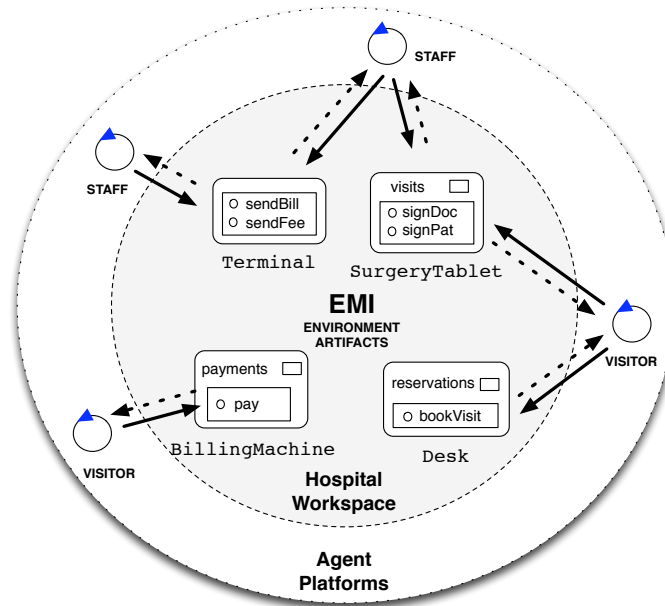 STAFF
STAFF
sendBill
sendFee
Terminal
visits
signDoc
signPat
SurgeryTablet
EMI
ENVIRONMENT
ARTIFACTS
VISITOR
payments
pay
BillingMachine
VISITOR
reservations
bookVisit
Desk
Hospital
Workspace
Agent
Platforms